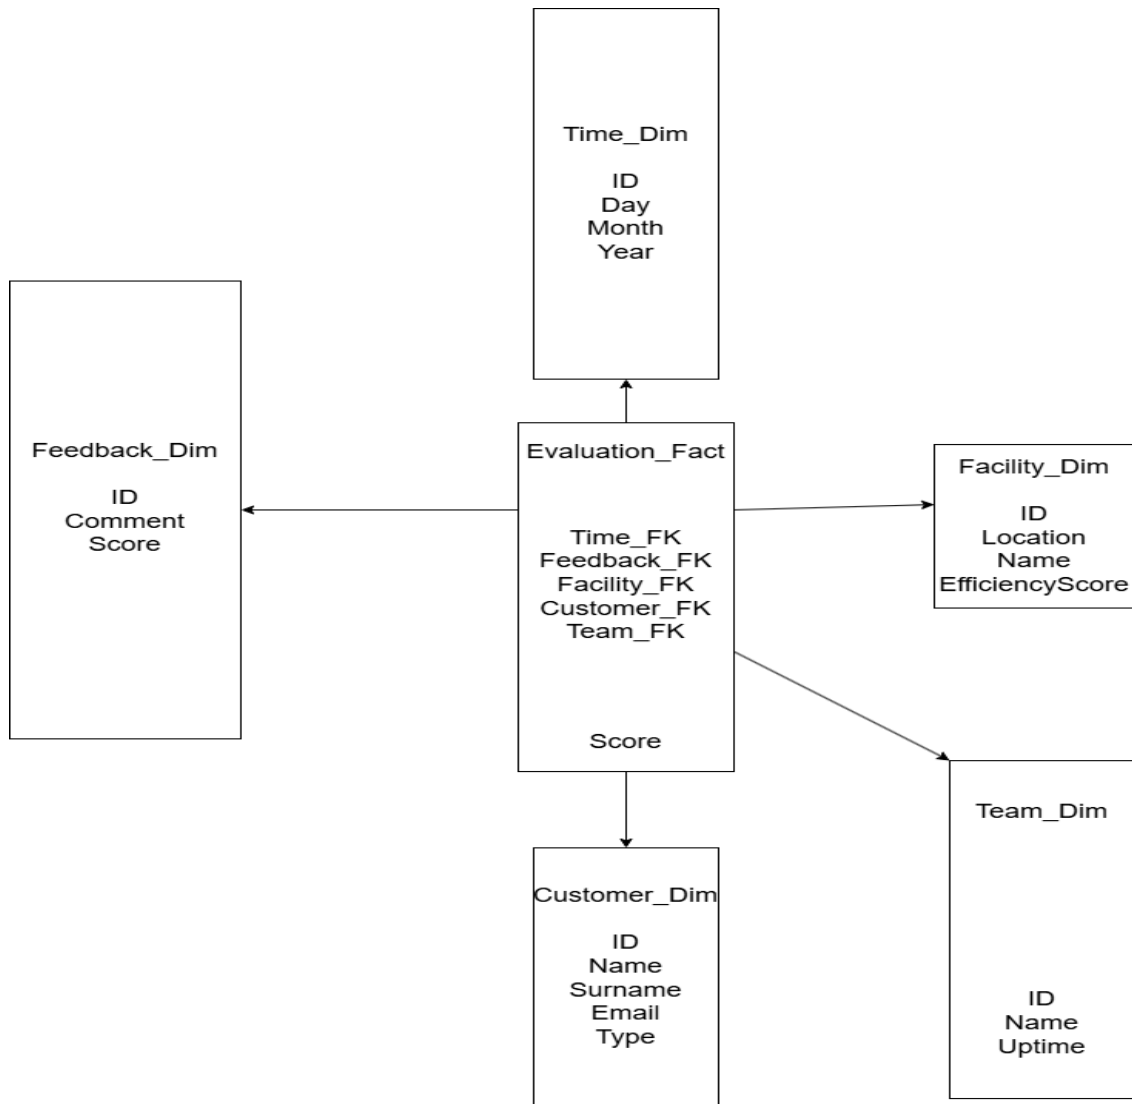 Time_Dim
ID
Day
Month
Year
Feedback_Dim
ID
Comment
Score
Evaluation_Fact
Time_FK
Feedback_FK
Facility_FK
Customer_FK
Team_FK
Score
Facility_Dim
ID
Location
Name
EfficiencyScore
Team_Dim
ID
Name
Uptime
Customer_Dim
ID
Name
Surname
Email
Type